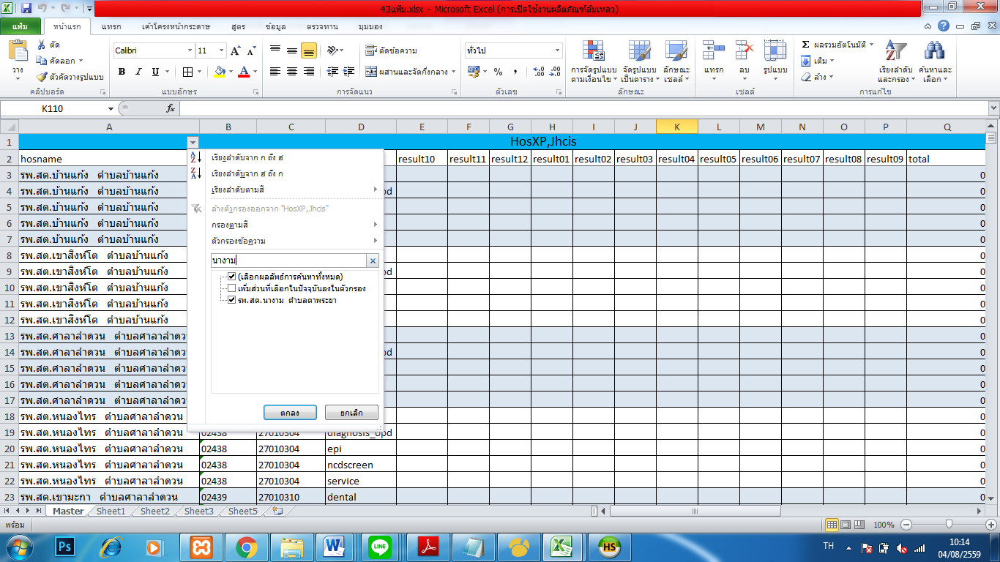 43แฟ้ม.xlsx - Microsoft Excel (การเปิดใช้งานผลิตภัณฑ์ล้มเหลว)
แฟ้ม หน้าแรก แทรก เค้าโครงหน้ากระดาษ สูตร ข้อมูล ตรวจทาน มุมมอง
วาง
ตัด
คัดลอก
ตัวคัดวางรูปแบบ
คลิปบอร์ด
Calibri 11
B I U
แบบอักษร
ตัดข้อความ
ผสานและจัดกึ่งกลาง
การจัดแนว
ทั่วไป
ตัวเลข
การจัดรูปแบบตามเงื่อนไข
จัดรูปแบบเป็นตาราง
ลักษณะเซลล์
ลักษณะ
แทรก ลบ รูปแบบ
เซลล์
ผลรวมอัตโนมัติ
เติม
ล้าง
เรียงลำดับและกรอง
ค้นหาและเลือก
การแก้ไข
K110 fx
A B C D E F G H I J K L M N O P Q
1 HosXP,Jhcis
2 hosname result10 result11 result12 result01 result02 result03 result04 result05 result06 result07 result08 result09 total
3 รพ.สต.บ้านแก้ง ตำบลบ้านแก้ง 0
4 รพ.สต.บ้านแก้ง ตำบลบ้านแก้ง 0
5 รพ.สต.บ้านแก้ง ตำบลบ้านแก้ง 0
6 รพ.สต.บ้านแก้ง ตำบลบ้านแก้ง 0
7 รพ.สต.บ้านแก้ง ตำบลบ้านแก้ง 0
8 รพ.สต.เขาสิงห์โต ตำบลบ้านแก้ง 0
9 รพ.สต.เขาสิงห์โต ตำบลบ้านแก้ง 0
10 รพ.สต.เขาสิงห์โต ตำบลบ้านแก้ง 0
11 รพ.สต.เขาสิงห์โต ตำบลบ้านแก้ง 0
12 รพ.สต.เขาสิงห์โต ตำบลบ้านแก้ง 0
13 รพ.สต.ศาลาลำดวน ตำบลศาลาลำดวน 0
14 รพ.สต.ศาลาลำดวน ตำบลศาลาลำดวน 0
15 รพ.สต.ศาลาลำดวน ตำบลศาลาลำดวน 0
16 รพ.สต.ศาลาลำดวน ตำบลศาลาลำดวน 0
17 รพ.สต.ศาลาลำดวน ตำบลศาลาลำดวน 0
18 รพ.สต.หนองไทร ตำบลศาลาลำดวน 0
19 รพ.สต.หนองไทร ตำบลศาลาลำดวน 02438 27010304 diagnosis_opd 0
20 รพ.สต.หนองไทร ตำบลศาลาลำดวน 02438 27010304 epi 0
21 รพ.สต.หนองไทร ตำบลศาลาลำดวน 02438 27010304 ncdscreen 0
22 รพ.สต.หนองไทร ตำบลศาลาลำดวน 02438 27010304 service 0
23 รพ.สต.เขามะกา ตำบลศาลาลำดวน 02439 27010310 dental 0
เรียงลำดับจาก ก ถึง ฮ
เรียงลำดับจาก ฮ ถึง ก
เรียงลำดับตามสี
ล้างตัวกรองออกจาก "HosXP,Jhcis"
กรองตามสี
ตัวกรองข้อความ
นางาม
(เลือกผลลัพธ์การค้นหาทั้งหมด)
เพิ่มส่วนที่เลือกในปัจจุบันลงในตัวกรอง
รพ.สต.นางาม ตำบลตาพระยา
ตกลง ยกเลิก
Master Sheet1 Sheet2 Sheet3 Sheet5
พร้อม 100%
Ps LINE HS TH 10:14
04/08/2559